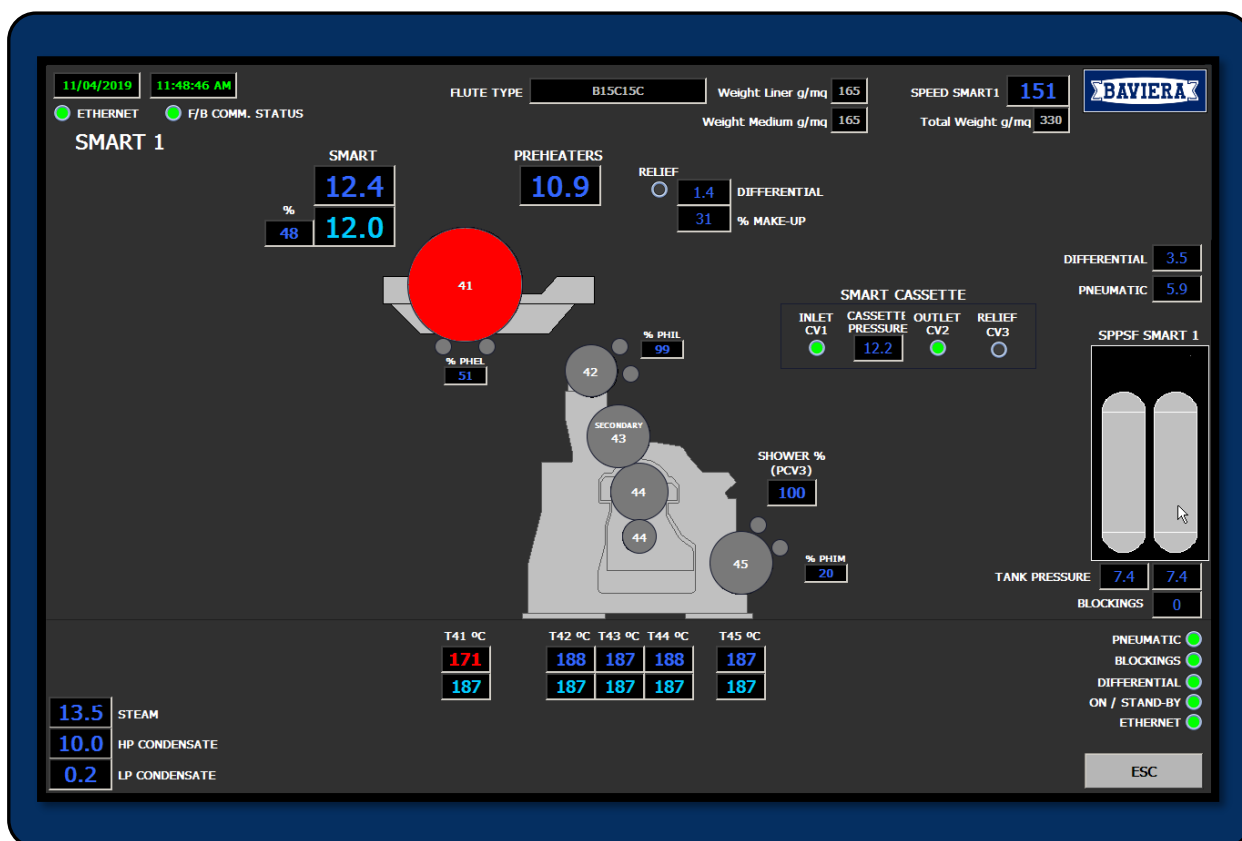 11/04/2019 11:48:46 AM
ETHERNET F/B COMM. STATUS
SMART 1
FLUTE TYPE B15C15C
Weight Liner g/mq 165
Weight Medium g/mq 165
SPEED SMART1 151
Total Weight g/mq 330
BAVIERA
SMART
12.4
%
48 12.0
PREHEATERS
10.9
RELIEF
1.4 DIFFERENTIAL
31 % MAKE-UP
41
% PHEL
51
% PHIL
99
42
SECONDARY
43
44
44
45
SHOWER %
(PCV3)
100
% PHIM
20
SMART CASSETTE
INLET CASSETTE OUTLET RELIEF
CV1 PRESSURE CV2 CV3
12.2
DIFFERENTIAL 3.5
PNEUMATIC 5.9
SPPSF SMART 1
TANK PRESSURE 7.4 7.4
BLOCKINGS 0
T41 ºC T42 ºC T43 ºC T44 ºC T45 ºC
171 188 187 188 187
187 187 187 187 187
13.5 STEAM
10.0 HP CONDENSATE
0.2 LP CONDENSATE
PNEUMATIC
BLOCKINGS
DIFFERENTIAL
ON / STAND-BY
ETHERNET
ESC